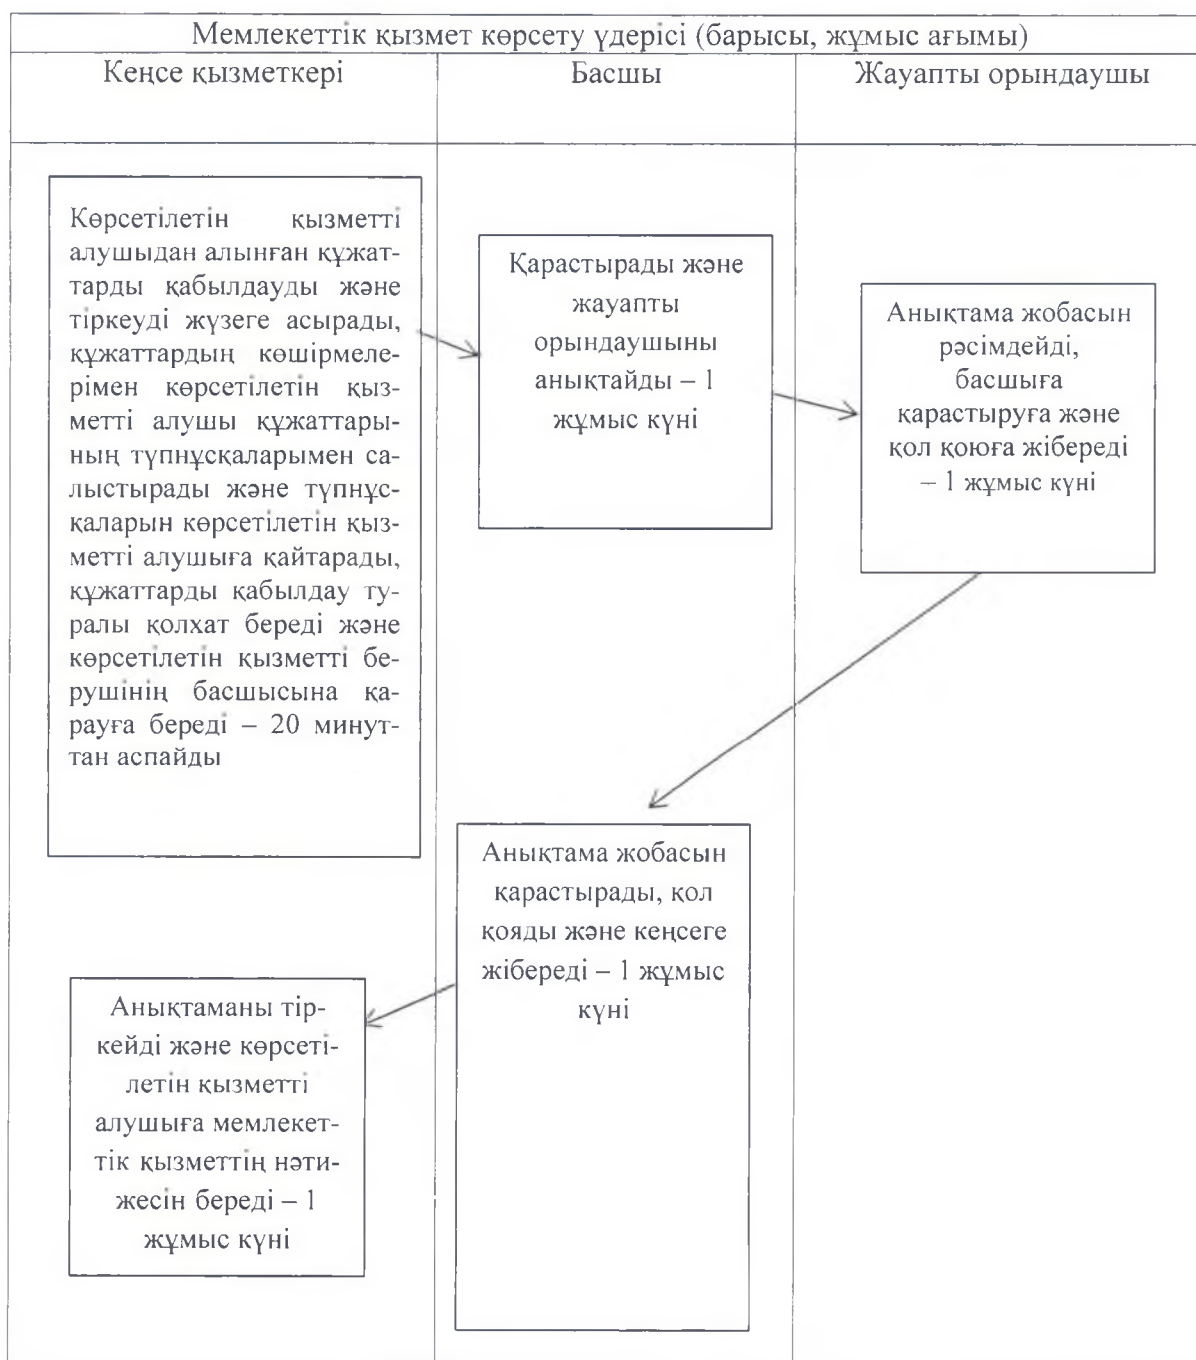 Мемлекеттік қызмет көрсету үдерісі (барысы, жұмыс ағымы)
Кеңсе қызметкері
Басшы
Жауапты орындаушы
Көрсетілетін қызметті
алушыдан алынған құжат-
тарды қабылдауды және
тіркеуді жүзеге асырады,
құжаттардың көшірмеле-
рімен көрсетілетін қыз-
метті алушы құжаттары-
ның түпнұсқаларымен са-
лыстырады және түпнұс-
қаларын көрсетілетін қыз-
метті алушыға қайтарады,
құжаттарды қабылдау ту-
ралы қолхат береді және
көрсетілетін қызметті бе-
рушінің басшысына қа-
рауға береді – 20 минут-
тан аспайды
Қарастырады және
жауапты
орындаушыны
анықтайды – 1
жұмыс күні
Анықтама жобасын
рәсімдейді,
басшыға
қарастыруға және
қол қоюға жібереді
– 1 жұмыс күні
Анықтама жобасын
қарастырады, қол
қояды және кеңсеге
жібереді – 1 жұмыс
күні
Анықтаманы тір-
кейді және көрсеті-
летін қызметті
алушыға мемлекет-
тік қызметтің нәти-
жесін береді – 1
жұмыс күні